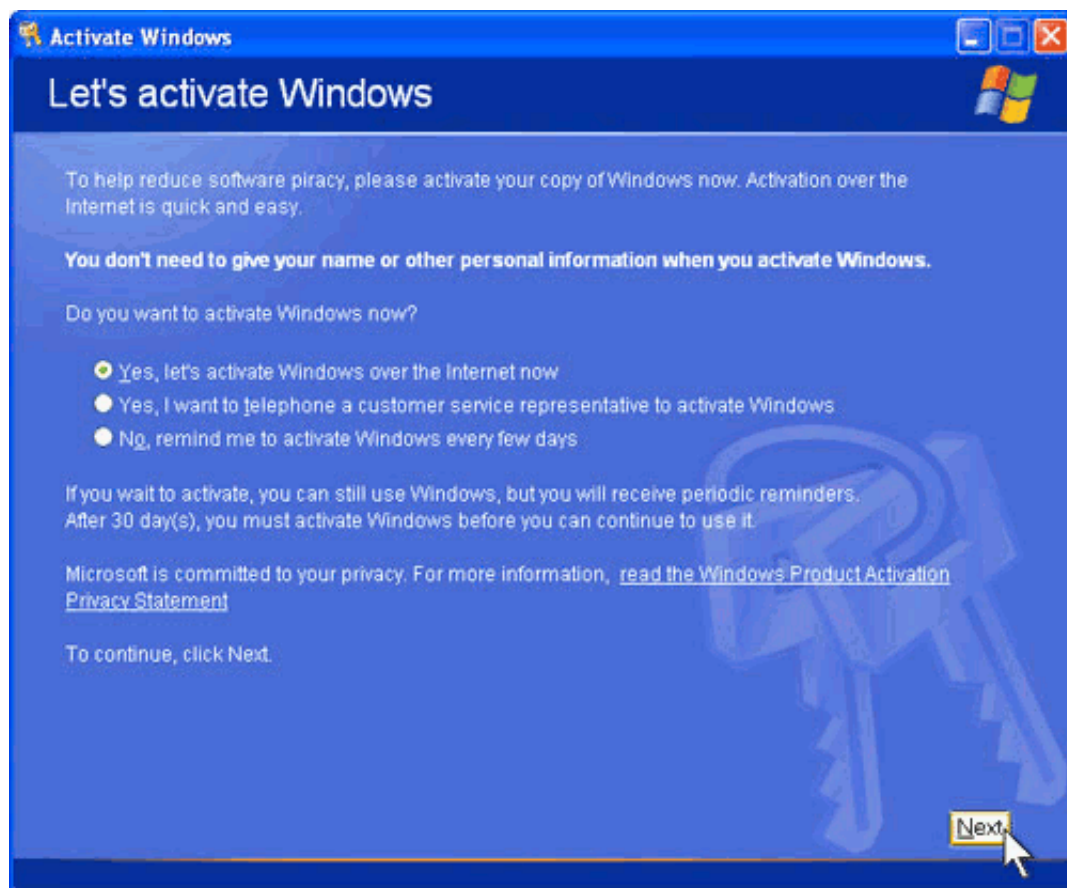 Activate Windows
Let's activate Windows
To help reduce software piracy, please activate your copy of Windows now. Activation over the
Internet is quick and easy.
You don't need to give your name or other personal information when you activate Windows.
Do you want to activate Windows now?
Yes, let's activate Windows over the Internet now
Yes, I want to telephone a customer service representative to activate Windows
No, remind me to activate Windows every few days
If you wait to activate, you can still use Windows, but you will receive periodic reminders.
After 30 day(s), you must activate Windows before you can continue to use it.
Microsoft is committed to your privacy. For more information, read the Windows Product Activation
Privacy Statement
To continue, click Next.
Next